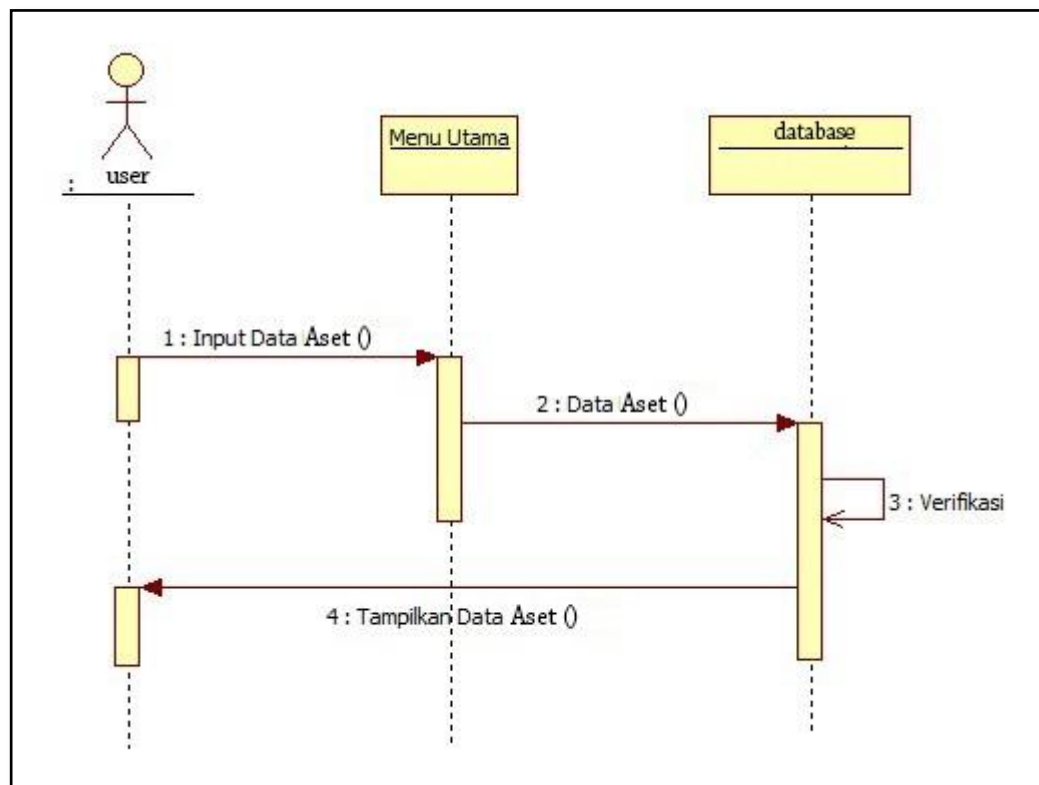 : user
Menu Utama
database
1 : Input Data Aset ()
2 : Data Aset ()
3 : Verifikasi
4 : Tampilkan Data Aset ()